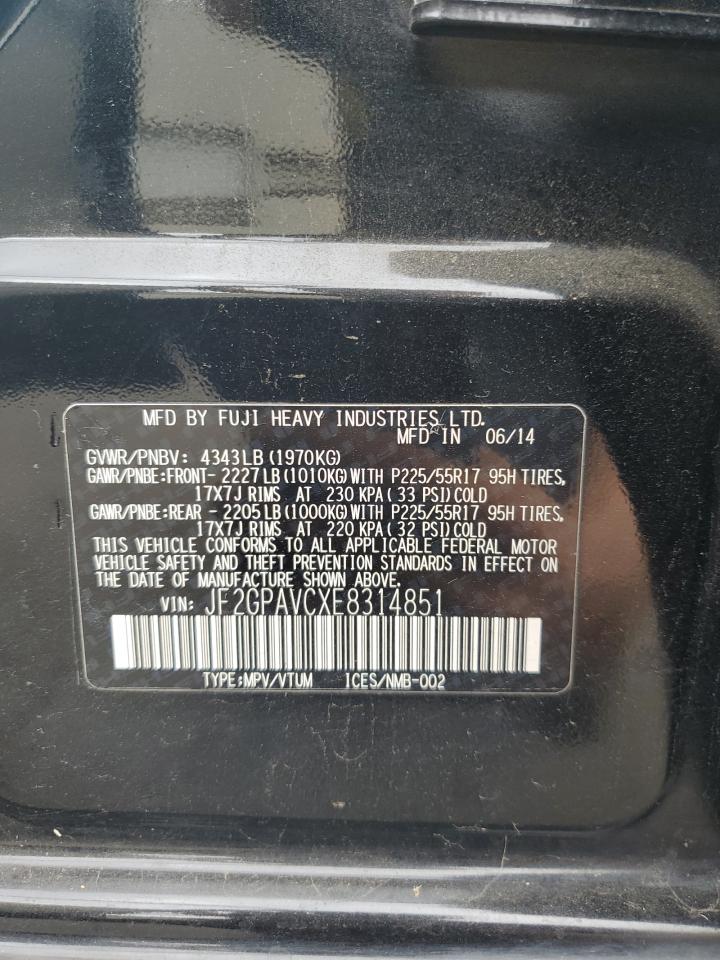 MFD BY FUJI HEAVY INDUSTRIES LTD.
MFD IN 06/14
GVWR/PNBV: 4343LB(1970KG)
GAWR/PNBE:FRONT- 2227LB(1010KG)WITH P225/55R17 95H TIRES,
17X7J RIMS AT 230 KPA(33 PSI)COLD
GAWR/PNBE:REAR - 2205LB(1000KG)WITH P225/55R17 95H TIRES,
17X7J RIMS AT 220 KPA(32 PSI)COLD
THIS VEHICLE CONFORMS TO ALL APPLICABLE FEDERAL MOTOR
VEHICLE SAFETY AND THEFT PREVENTION STANDARDS IN EFFECT
ON THE DATE OF MANUFACTURE SHOWN ABOVE.
VIN: JF2GPAVCXE8314851
TYPE:MPV/VTUM ICES/NMB-002